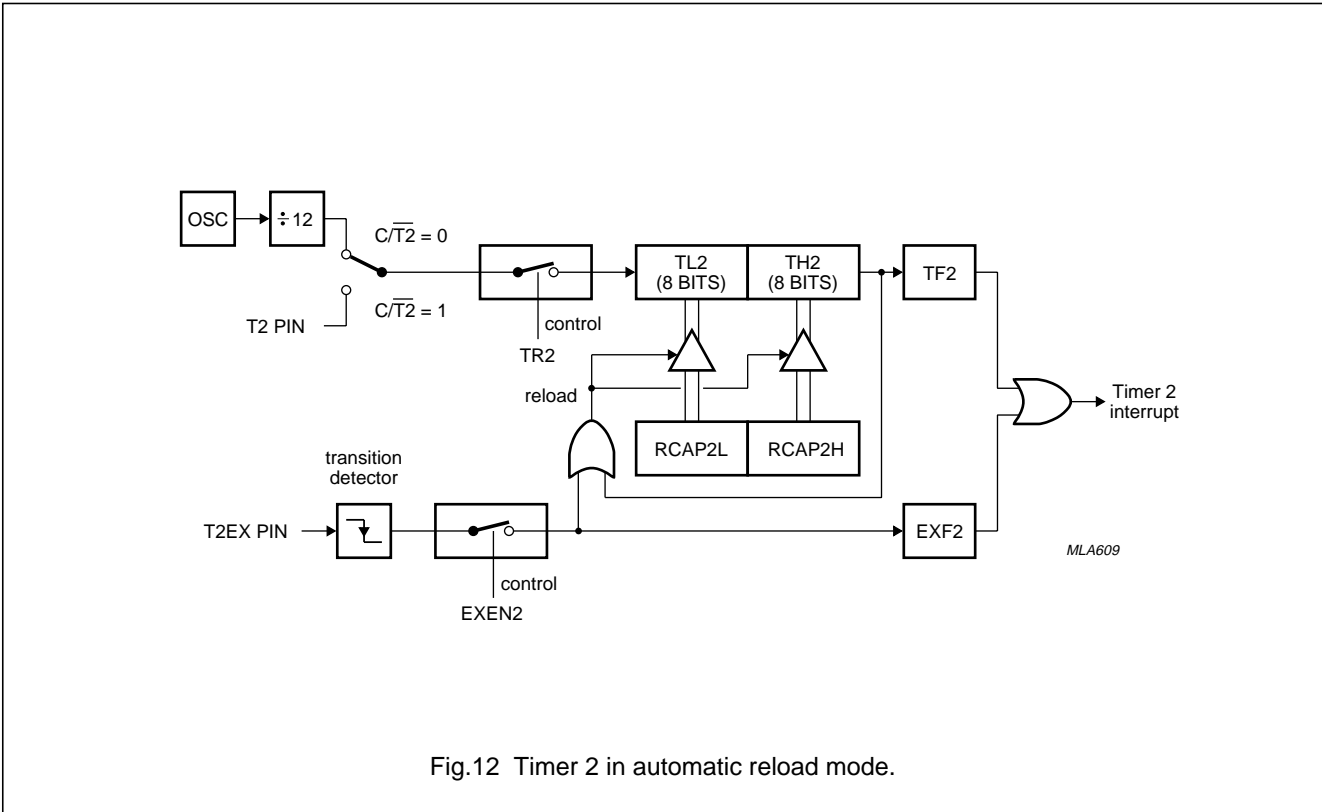 OSC
÷ 12
C/T2̅ = 0
C/T2̅ = 1
T2 PIN
control
TR2
TL2
(8 BITS)
TH2
(8 BITS)
TF2
reload
RCAP2L
RCAP2H
Timer 2
interrupt
transition
detector
T2EX PIN
control
EXEN2
EXF2
MLA609
Fig.12 Timer 2 in automatic reload mode.